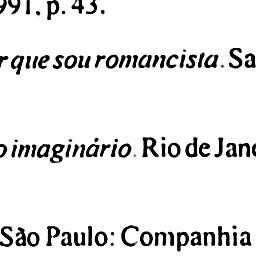 991, p. 43.
r que sou romancista. Sa
o imaginário. Rio de Jane
São Paulo: Companhia